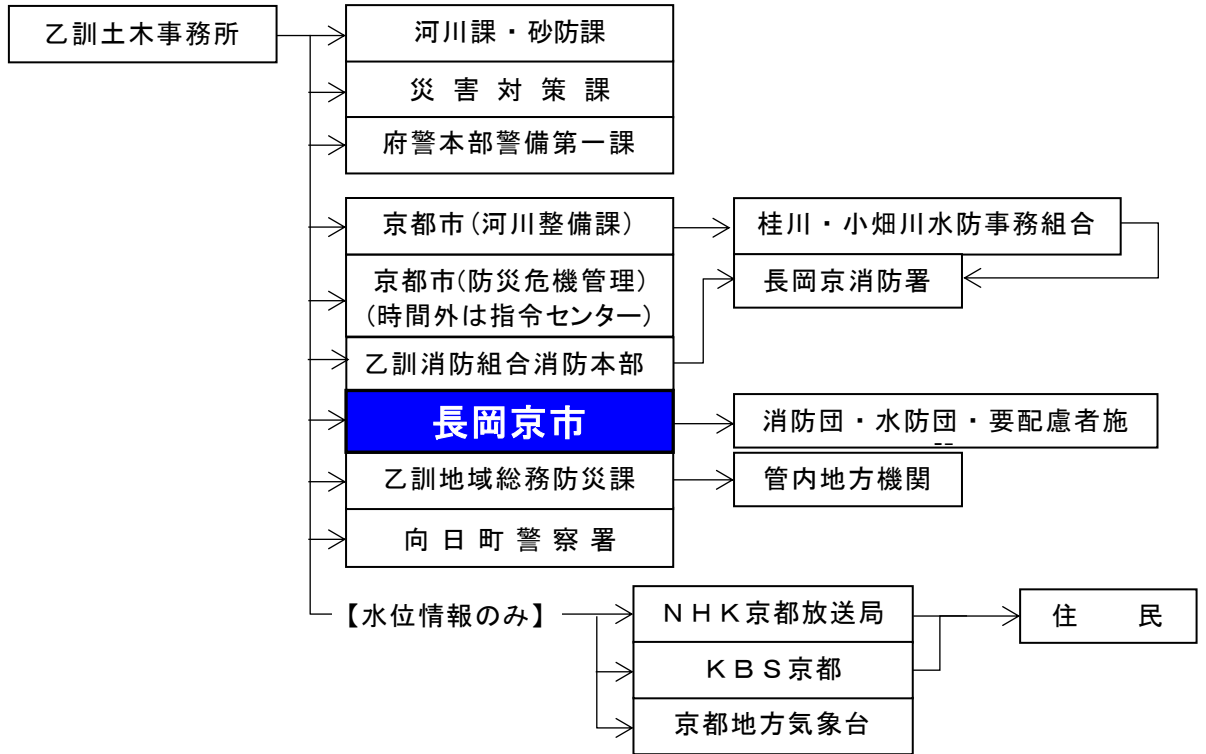 乙訓土木事務所
河川課・砂防課
災害対策課
府警本部警備第一課
京都市(河川整備課)
桂川・小畑川水防事務組合
京都市(防災危機管理)
(時間外は指令センター)
長岡京消防署
乙訓消防組合消防本部
長岡京市
消防団・水防団・要配慮者施
乙訓地域総務防災課
管内地方機関
向日町警察署
【水位情報のみ】
NHK京都放送局
住民
KBS京都
京都地方気象台